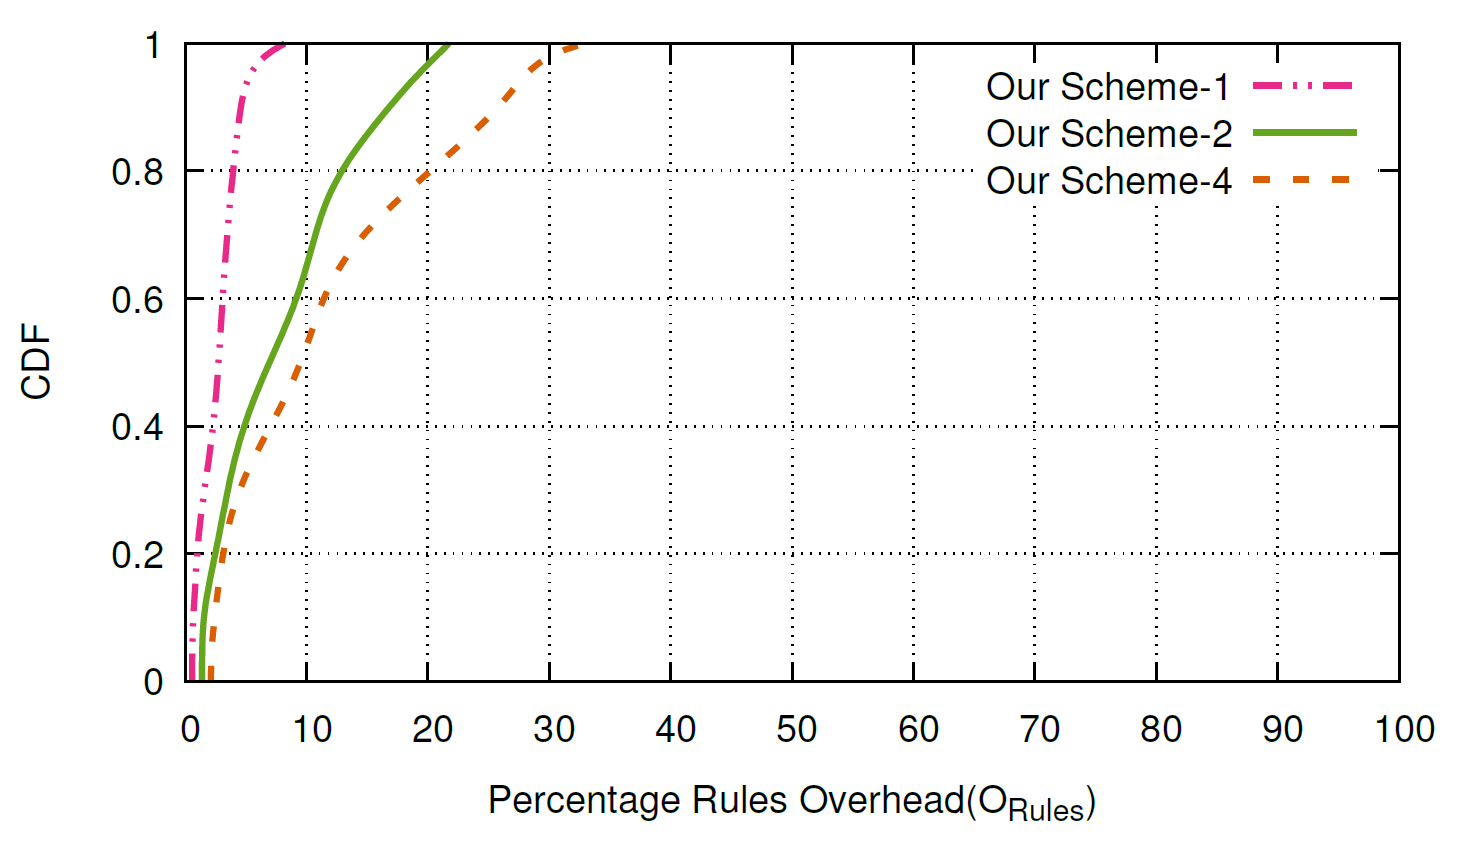 1
0.8
0.6
0.4
0.2
0
CDF
Our Scheme-1
Our Scheme-2
Our Scheme-4
0 10 20 30 40 50 60 70 80 90 100
Percentage Rules Overhead(ORules)